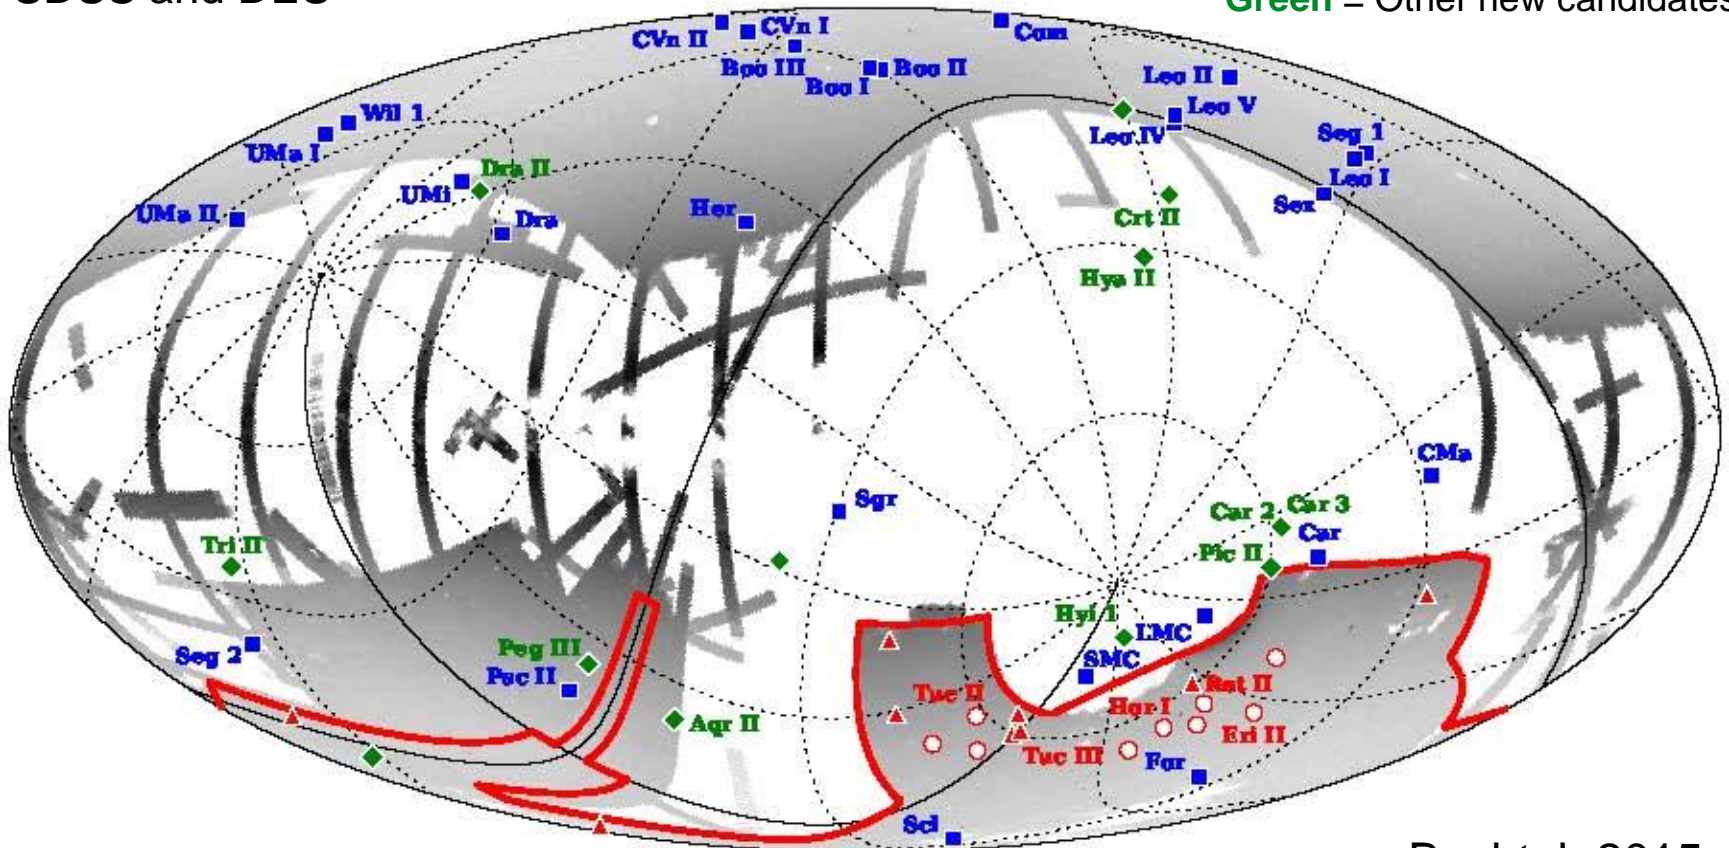 SDSS and DES
Green = Other new candidates
CVn II
CVn I
Com
Boo III
Boo I
Boo II
Leo II
Leo V
Wil 1
UMa I
Leo IV
Seg 1
Leo I
Dra II
UMi
UMa II
Dra
Her
Sex
Crt II
Hya II
CMa
Sgr
Car 2
Car 3
Car
Tri II
Pic II
Hyi 1
LMC
Seg 2
Peg III
Psc II
SMC
Tuc II
Ret II
Hor I
Aqr II
Eri II
Tuc III
For
Scl